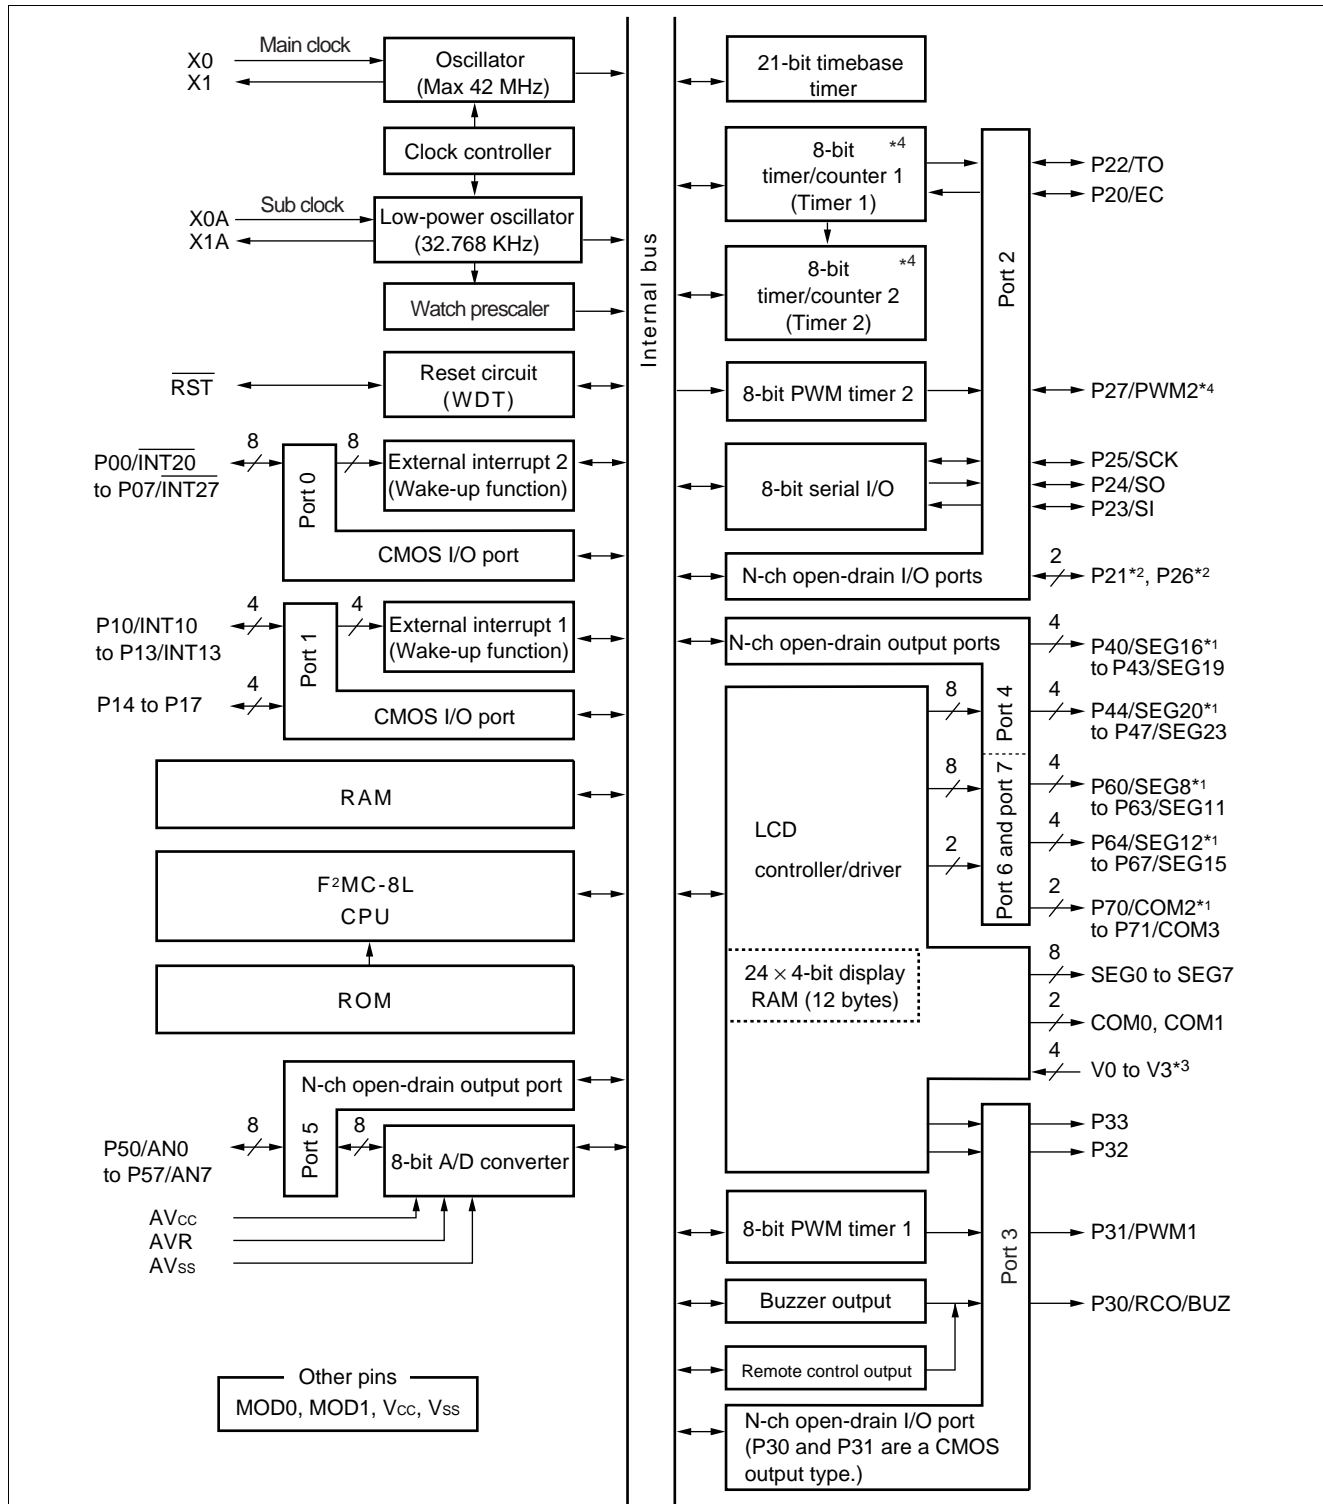 X0
X1
Main clock
Oscillator
(Max 42 MHz)
Clock controller
X0A
X1A
Sub clock
Low-power oscillator
(32.768 KHz)
Watch prescaler
RST
Reset circuit
(WDT)
P00/INT20
to P07/INT27
8
Port 0
8
External interrupt 2
(Wake-up function)
CMOS I/O port
P10/INT10
to P13/INT13
4
Port 1
4
External interrupt 1
(Wake-up function)
P14 to P17
4
CMOS I/O port
RAM
F²MC-8L
CPU
ROM
N-ch open-drain output port
P50/AN0
to P57/AN7
8
Port 5
8
8-bit A/D converter
AVCC
AVR
AVSS
Other pins
MOD0, MOD1, VCC, VSS
Internal bus
21-bit timebase
timer
8-bit *4
timer/counter 1
(Timer 1)
8-bit *4
timer/counter 2
(Timer 2)
8-bit PWM timer 2
8-bit serial I/O
N-ch open-drain I/O ports
Port 2
P22/TO
P20/EC
P27/PWM2*4
P25/SCK
P24/SO
P23/SI
2
P21*2, P26*2
N-ch open-drain output ports
Port 4
Port 6 and port 7
LCD
controller/driver
8
8
2
24 × 4-bit display
RAM (12 bytes)
4
P40/SEG16*1
to P43/SEG19
4
P44/SEG20*1
to P47/SEG23
4
P60/SEG8*1
to P63/SEG11
4
P64/SEG12*1
to P67/SEG15
2
P70/COM2*1
to P71/COM3
8
SEG0 to SEG7
2
COM0, COM1
4
V0 to V3*3
P33
P32
8-bit PWM timer 1
Port 3
P31/PWM1
Buzzer output
P30/RCO/BUZ
Remote control output
N-ch open-drain I/O port
(P30 and P31 are a CMOS
output type.)